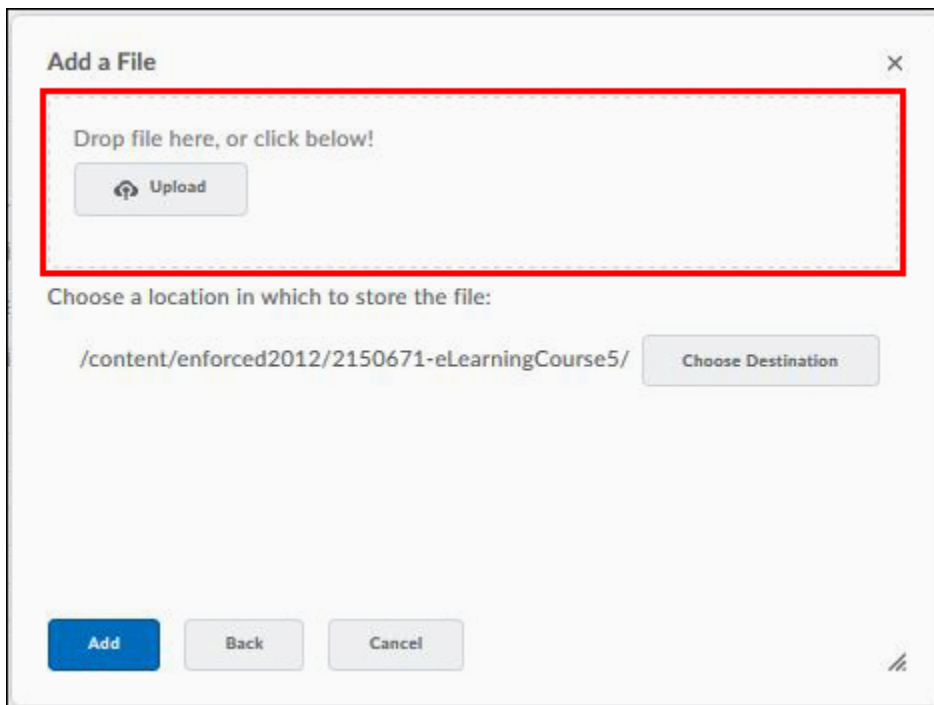 Add a File
Drop file here, or click below!
Upload
Choose a location in which to store the file:
/content/enforced2012/2150671-eLearningCourse5/ Choose Destination
Add Back Cancel